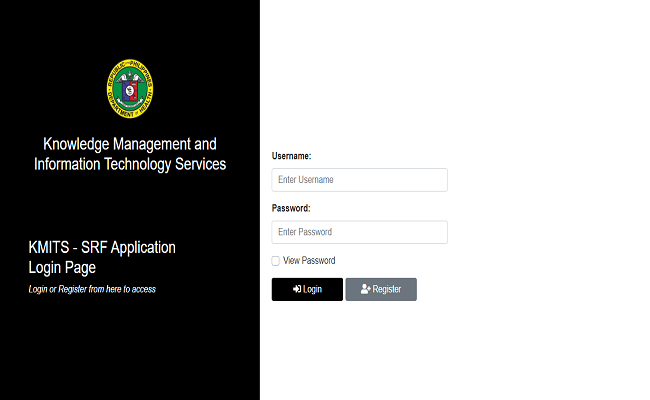 REPUBLIC OF THE PHILIPPINES
DEPARTMENT OF HEALTH
Knowledge Management and
Information Technology Services
KMITS - SRF Application
Login Page
Login or Register from here to access
Username:
Enter Username
Password:
Enter Password
View Password
Login
Register